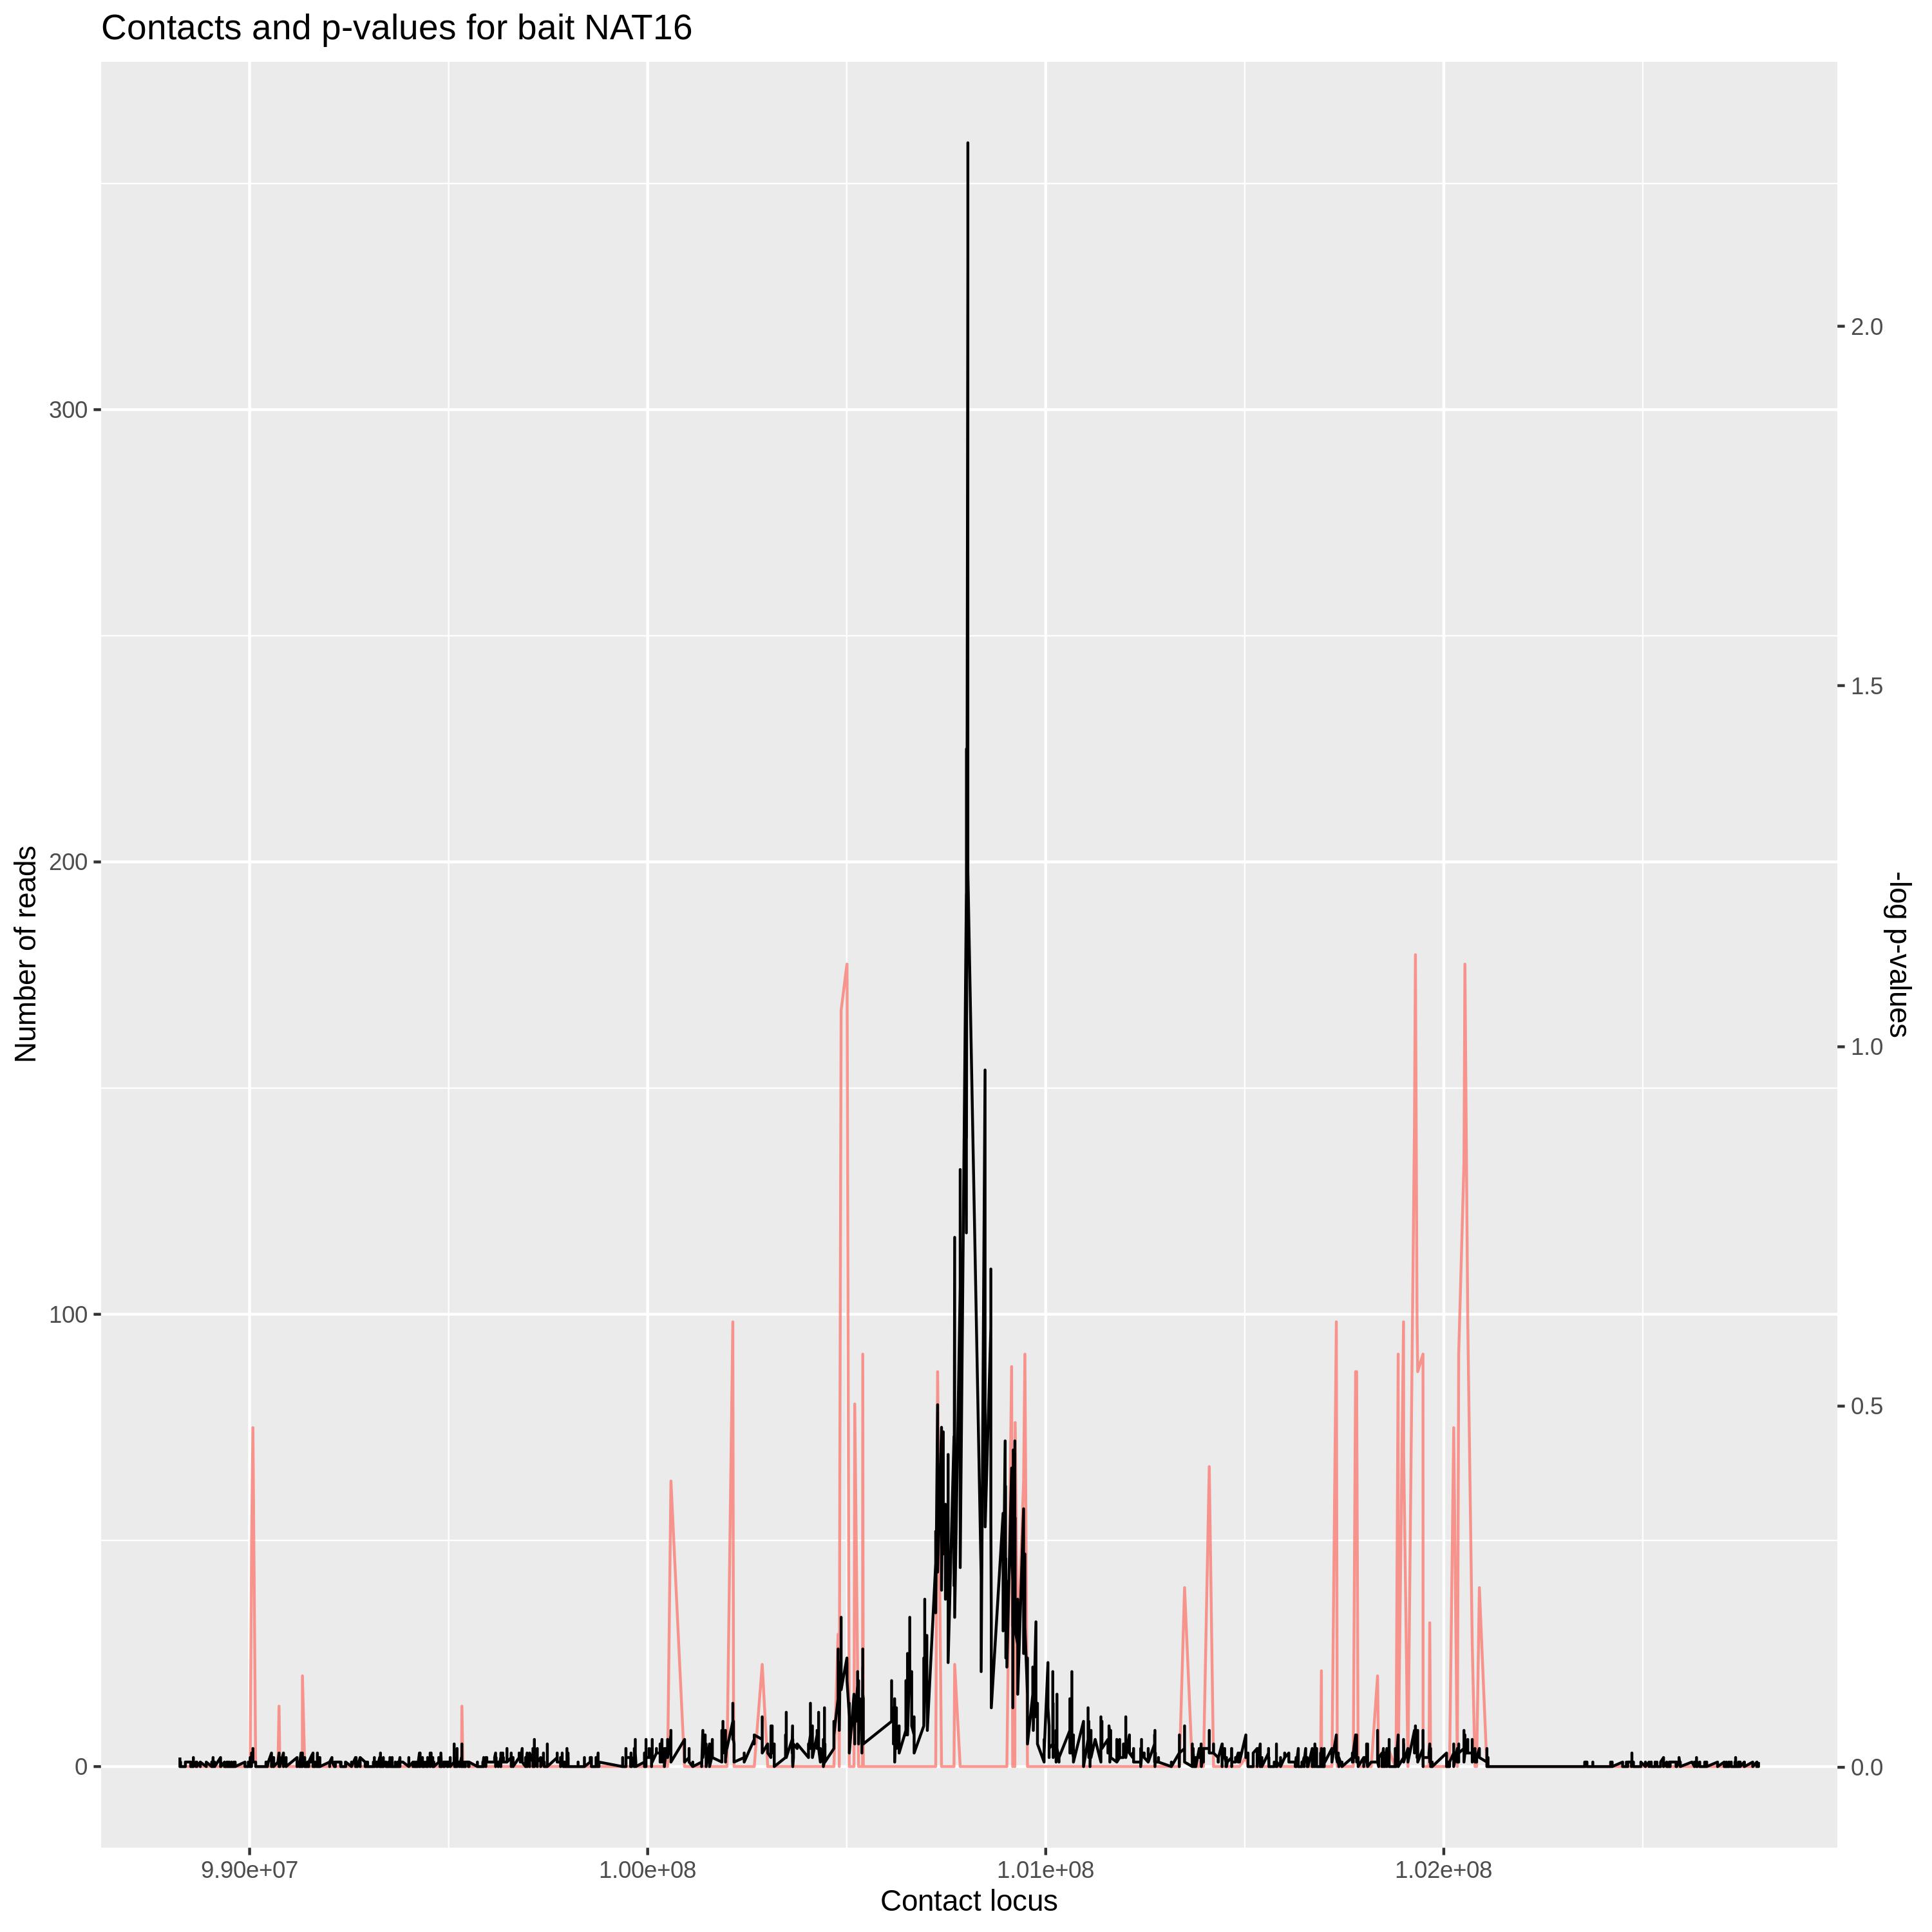 Contacts and p-values for bait NAT16
Number of reads
300
200
100
0
2.0
1.5
1.0
0.5
0.0
-log p-values
9.90e+07
1.00e+08
1.01e+08
1.02e+08
Contact locus